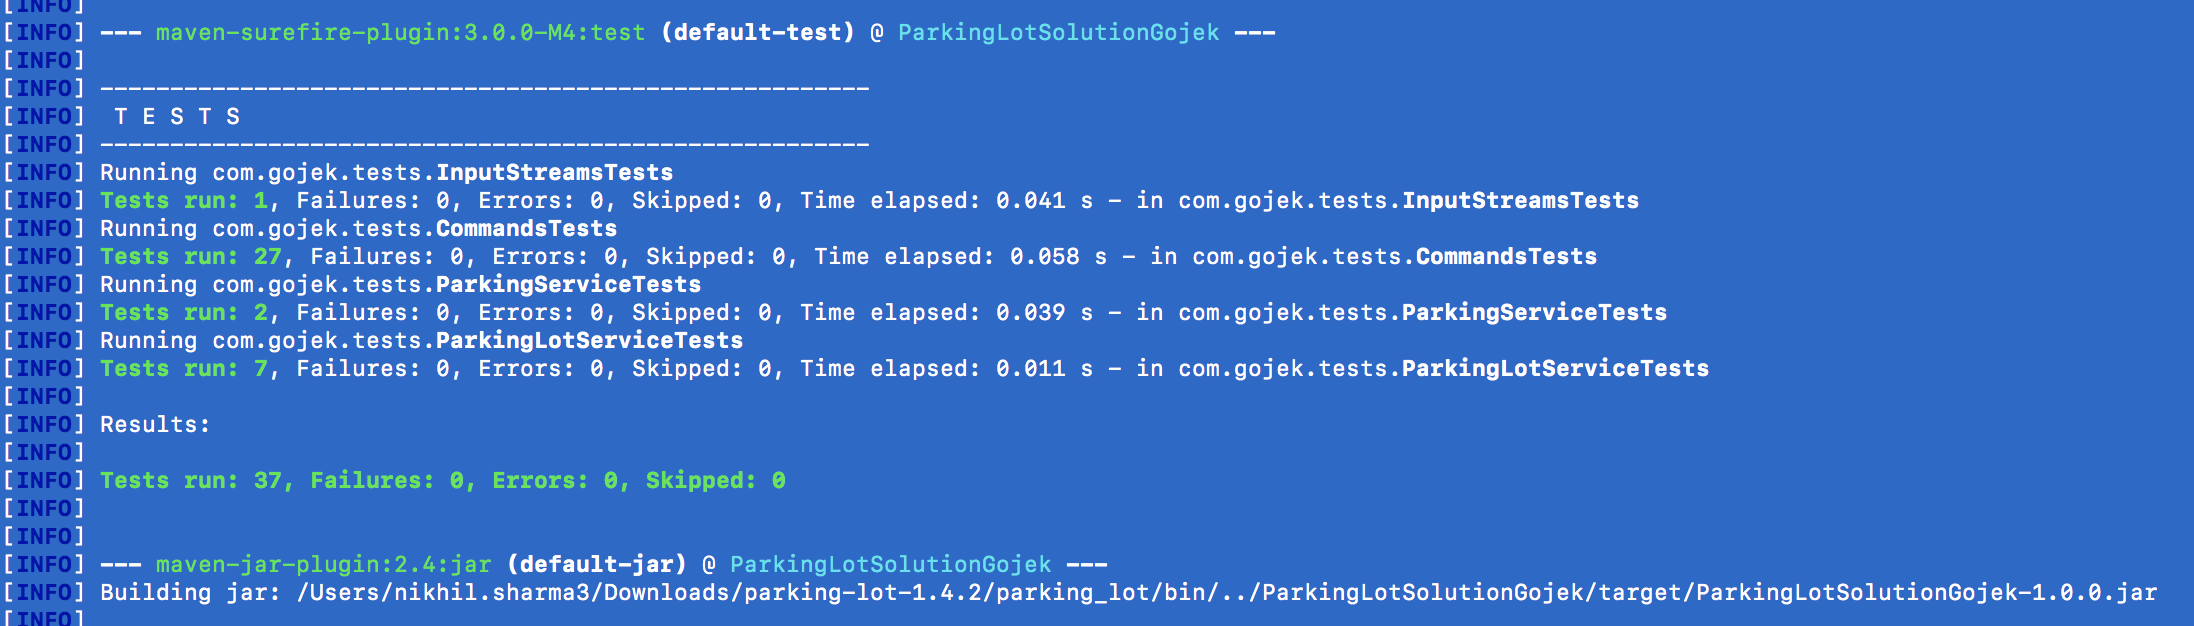 [INFO]
[INFO] --- maven-surefire-plugin:3.0.0-M4:test (default-test) @ ParkingLotSolutionGojek ---
[INFO]
[INFO] -------------------------------------------------------
[INFO]  T E S T S
[INFO] -------------------------------------------------------
[INFO] Running com.gojek.tests.InputStreamsTests
[INFO] Tests run: 1, Failures: 0, Errors: 0, Skipped: 0, Time elapsed: 0.041 s - in com.gojek.tests.InputStreamsTests
[INFO] Running com.gojek.tests.CommandsTests
[INFO] Tests run: 27, Failures: 0, Errors: 0, Skipped: 0, Time elapsed: 0.058 s - in com.gojek.tests.CommandsTests
[INFO] Running com.gojek.tests.ParkingServiceTests
[INFO] Tests run: 2, Failures: 0, Errors: 0, Skipped: 0, Time elapsed: 0.039 s - in com.gojek.tests.ParkingServiceTests
[INFO] Running com.gojek.tests.ParkingLotServiceTests
[INFO] Tests run: 7, Failures: 0, Errors: 0, Skipped: 0, Time elapsed: 0.011 s - in com.gojek.tests.ParkingLotServiceTests
[INFO]
[INFO] Results:
[INFO]
[INFO] Tests run: 37, Failures: 0, Errors: 0, Skipped: 0
[INFO]
[INFO]
[INFO] --- maven-jar-plugin:2.4:jar (default-jar) @ ParkingLotSolutionGojek ---
[INFO] Building jar: /Users/nikhil.sharma3/Downloads/parking-lot-1.4.2/parking_lot/bin/../ParkingLotSolutionGojek/target/ParkingLotSolutionGojek-1.0.0.jar
[INFO]